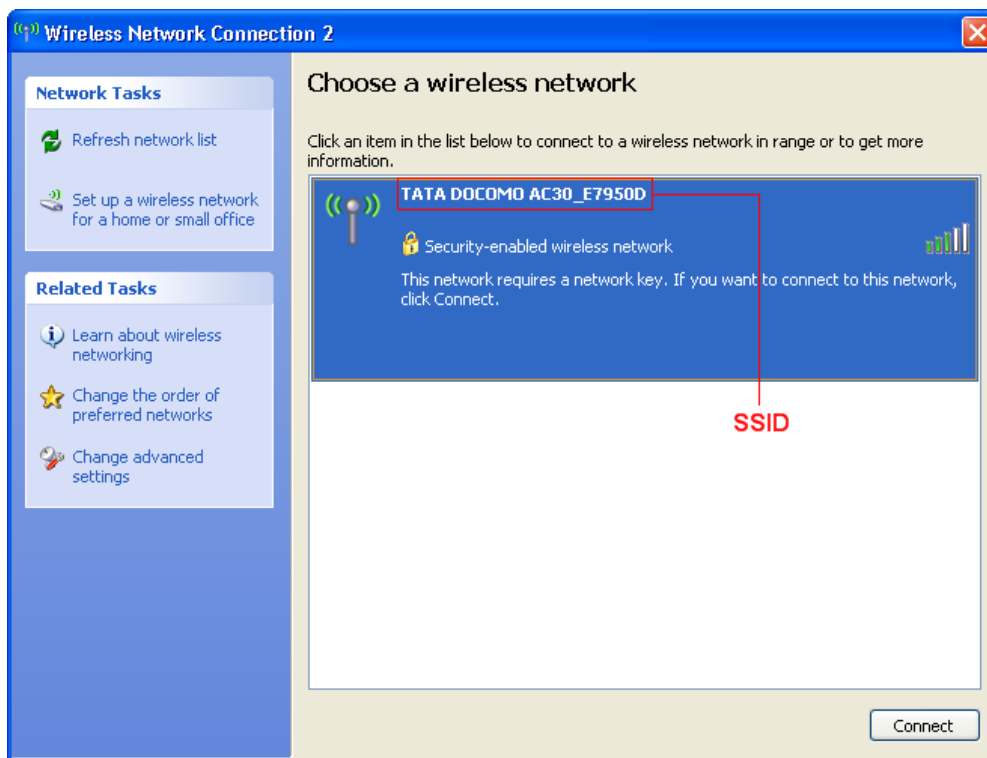 Wireless Network Connection 2
Network Tasks
Refresh network list
Set up a wireless network
for a home or small office
Related Tasks
Learn about wireless
networking
Change the order of
preferred networks
Change advanced
settings
Choose a wireless network
Click an item in the list below to connect to a wireless network in range or to get more
information.
TATA DOCOMO AC30_E7950D
Security-enabled wireless network
This network requires a network key. If you want to connect to this network,
click Connect.
SSID
Connect